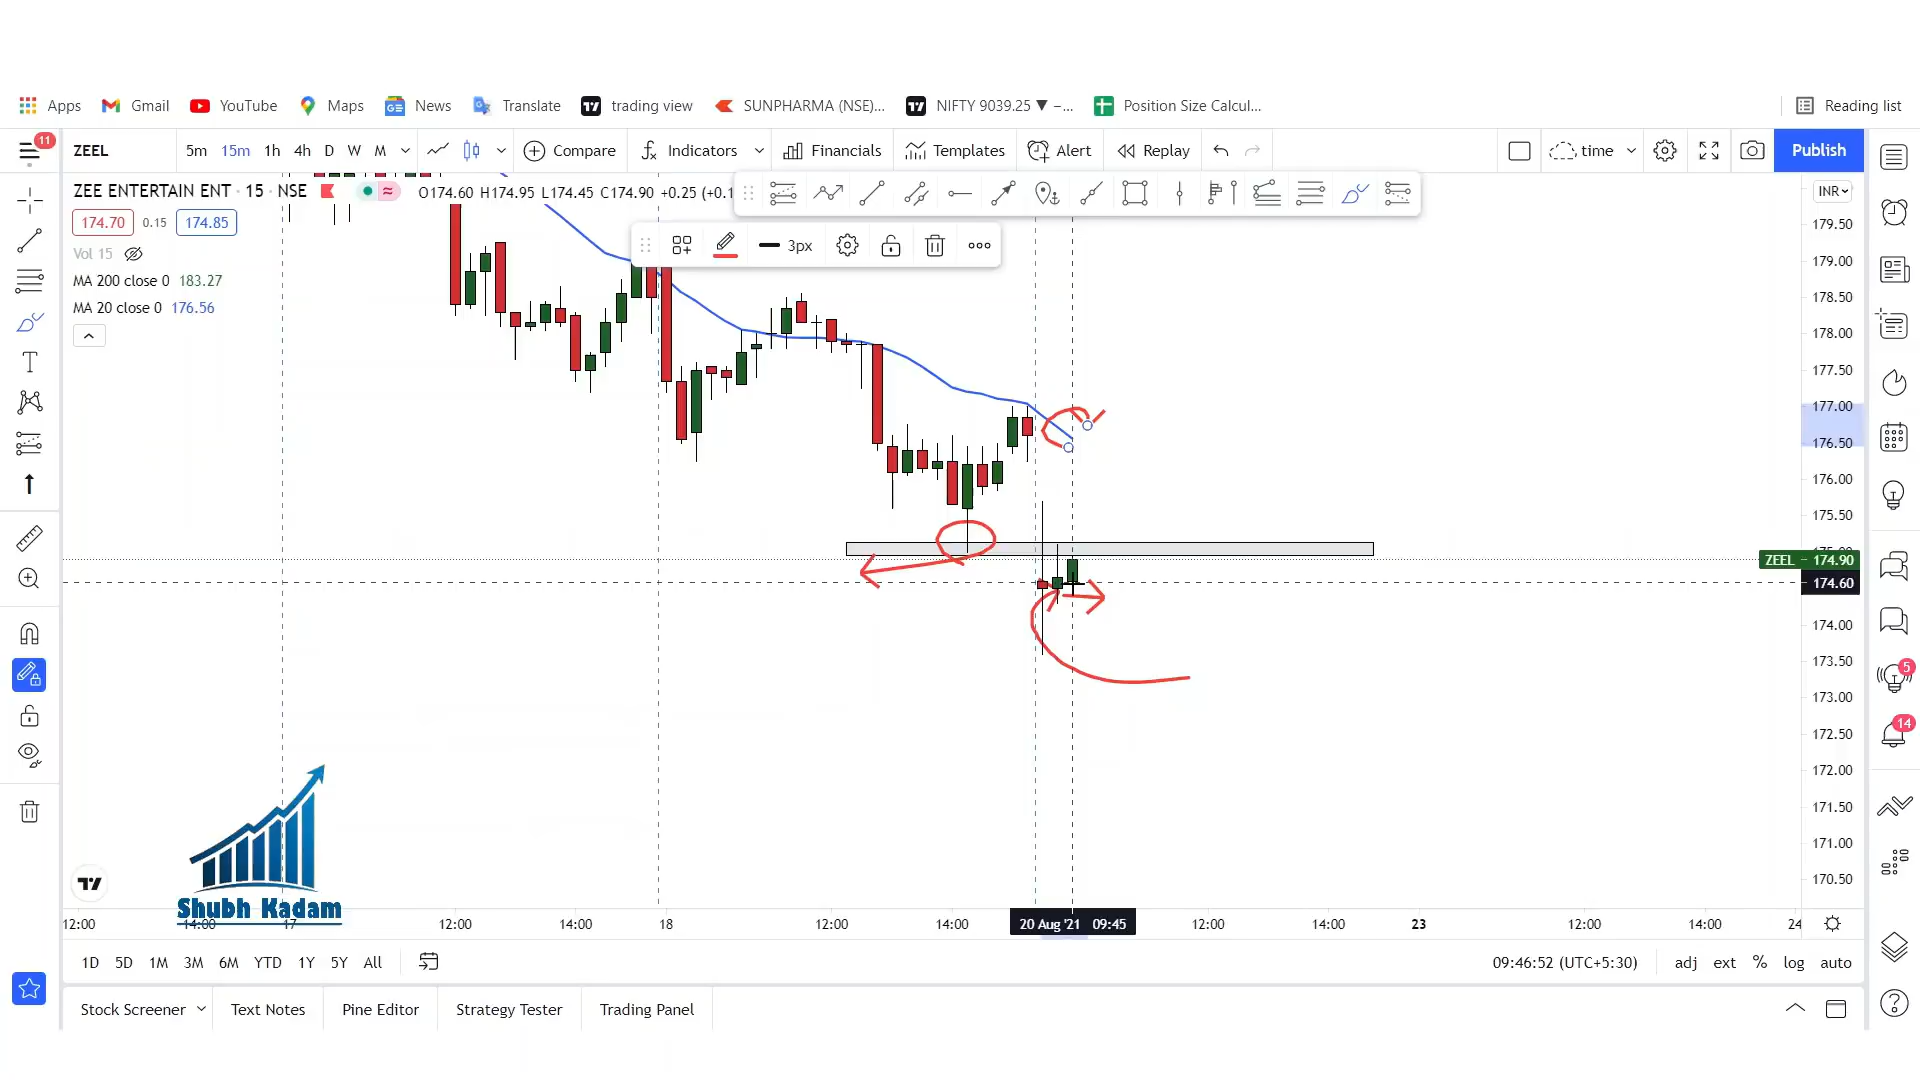 Apps Gmail YouTube Maps News Translate trading view SUNPHARMA (NSE)... NIFTY 9039.25 ▼ –... Position Size Calcul... Reading list
11 ZEEL 5m 15m 1h 4h D W M Compare Indicators Financials Templates Alert Replay time Publish
ZEE ENTERTAIN ENT · 15 · NSE O174.60 H174.95 L174.45 C174.90 +0.25 (+0.1
INR
174.70 0.15 174.85
179.50
3px
Vol 15
179.00
MA 200 close 0 183.27
178.50
MA 20 close 0 176.56
178.00
177.50
177.00
176.50
176.00
175.50
ZEEL 174.90
174.60
174.00
173.50
5
173.00
14
172.50
172.00
171.50
171.00
170.50
Shubh Kadam
12:00 14:00 17 12:00 14:00 18 12:00 14:00 20 Aug '21 09:45 12:00 14:00 23 12:00 14:00 24
1D 5D 1M 3M 6M YTD 1Y 5Y All 09:46:52 (UTC+5:30) adj ext % log auto
Stock Screener Text Notes Pine Editor Strategy Tester Trading Panel